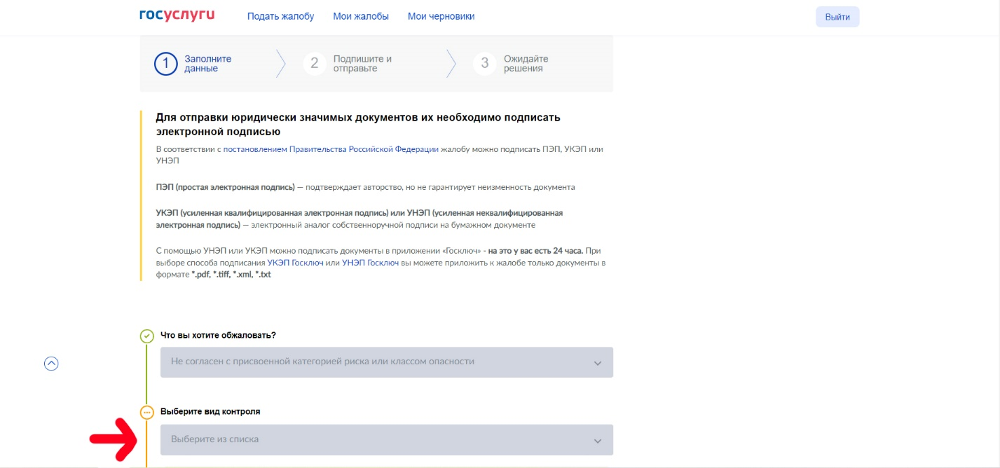 госуслуги Подать жалобу Мои жалобы Мои черновики Выйти
1 Заполните данные 2 Подпишите и отправьте 3 Ожидайте решения
Для отправки юридически значимых документов их необходимо подписать
электронной подписью
В соответствии с постановлением Правительства Российской Федерации жалобу можно подписать ПЭП, УКЭП или
УНЭП
ПЭП (простая электронная подпись) — подтверждает авторство, но не гарантирует неизменность документа
УКЭП (усиленная квалифицированная электронная подпись) или УНЭП (усиленная неквалифицированная
электронная подпись) — электронный аналог собственноручной подписи на бумажном документе
С помощью УНЭП или УКЭП можно подписать документы в приложении «Госключ» - на это у вас есть 24 часа. При
выборе способа подписания УКЭП Госключ или УНЭП Госключ вы можете приложить к жалобе только документы в
формате *.pdf, *.tiff, *.xml, *.txt
Что вы хотите обжаловать?
Не согласен с присвоенной категорией риска или классом опасности
Выберите вид контроля
Выберите из списка